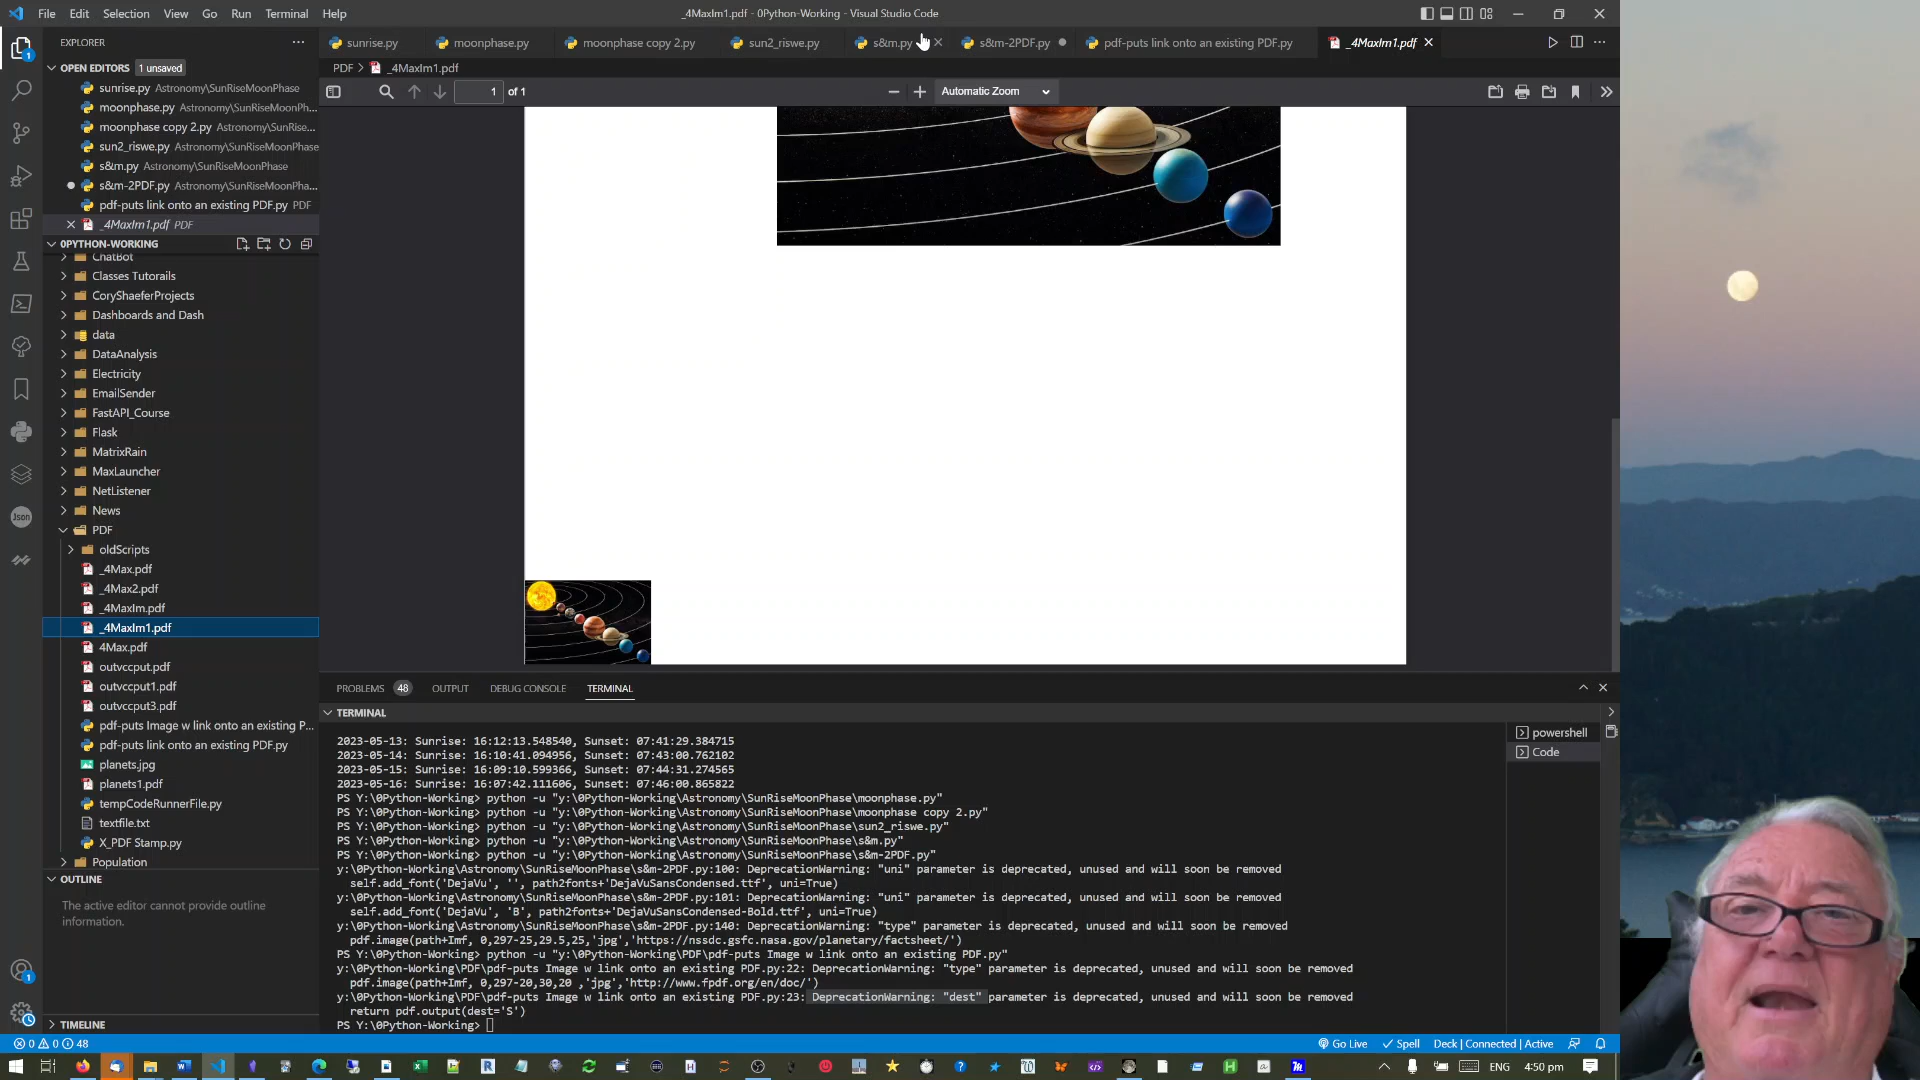 File Edit Selection View Go Run Terminal Help
_4MaxIm1.pdf - 0Python-Working - Visual Studio Code
EXPLORER
sunrise.py moonphase.py moonphase copy 2.py sun2_riswe.py s&m.py s&m-2PDF.py pdf-puts link onto an existing PDF.py _4MaxIm1.pdf
OPEN EDITORS 1 unsaved
PDF > _4MaxIm1.pdf
1 of 1 Automatic Zoom
sunrise.py Astronomy\SunRiseMoonPhase
moonphase.py Astronomy\SunRiseMoonPh...
moonphase copy 2.py Astronomy\SunRise...
sun2_riswe.py Astronomy\SunRiseMoonPhase
s&m.py Astronomy\SunRiseMoonPhase
s&m-2PDF.py Astronomy\SunRiseMoonPha...
pdf-puts link onto an existing PDF.py PDF
_4MaxIm1.pdf PDF
0PYTHON-WORKING
ChatBot
Classes Tutorails
CoryShaeferProjects
Dashboards and Dash
data
DataAnalysis
Electricity
EmailSender
FastAPI_Course
Flask
MatrixRain
MaxLauncher
NetListener
News
PDF
oldScripts
_4Max.pdf
_4Max2.pdf
_4MaxIm.pdf
_4MaxIm1.pdf
4Max.pdf
outvccput.pdf
outvccput1.pdf
outvccput3.pdf
pdf-puts Image w link onto an existing P...
pdf-puts link onto an existing PDF.py
planets.jpg
planets1.pdf
tempCodeRunnerFile.py
textfile.txt
X_PDF Stamp.py
Population
OUTLINE
The active editor cannot provide outline
information.
TIMELINE
PROBLEMS 48 OUTPUT DEBUG CONSOLE TERMINAL
TERMINAL
powershell
Code
2023-05-13: Sunrise: 16:12:13.548540, Sunset: 07:41:29.384715
2023-05-14: Sunrise: 16:10:41.094956, Sunset: 07:43:00.762102
2023-05-15: Sunrise: 16:09:10.599366, Sunset: 07:44:31.274565
2023-05-16: Sunrise: 16:07:42.111606, Sunset: 07:46:00.865822
PS Y:\0Python-Working> python -u "y:\0Python-Working\Astronomy\SunRiseMoonPhase\moonphase.py"
PS Y:\0Python-Working> python -u "y:\0Python-Working\Astronomy\SunRiseMoonPhase\moonphase copy 2.py"
PS Y:\0Python-Working> python -u "y:\0Python-Working\Astronomy\SunRiseMoonPhase\sun2_riswe.py"
PS Y:\0Python-Working> python -u "y:\0Python-Working\Astronomy\SunRiseMoonPhase\s&m.py"
PS Y:\0Python-Working> python -u "y:\0Python-Working\Astronomy\SunRiseMoonPhase\s&m-2PDF.py"
y:\0Python-Working\Astronomy\SunRiseMoonPhase\s&m-2PDF.py:100: DeprecationWarning: "uni" parameter is deprecated, unused and will soon be removed
self.add_font('DejaVu', '', path2fonts+'DejaVuSansCondensed.ttf', uni=True)
y:\0Python-Working\Astronomy\SunRiseMoonPhase\s&m-2PDF.py:101: DeprecationWarning: "uni" parameter is deprecated, unused and will soon be removed
self.add_font('DejaVu', 'B', path2fonts+'DejaVuSansCondensed-Bold.ttf', uni=True)
y:\0Python-Working\Astronomy\SunRiseMoonPhase\s&m-2PDF.py:140: DeprecationWarning: "type" parameter is deprecated, unused and will soon be removed
pdf.image(path+Imf, 0,297-25,29.5,25,'jpg','https://nssdc.gsfc.nasa.gov/planetary/factsheet/')
PS Y:\0Python-Working> python -u "y:\0Python-Working\PDF\pdf-puts Image w link onto an existing PDF.py"
y:\0Python-Working\PDF\pdf-puts Image w link onto an existing PDF.py:22: DeprecationWarning: "type" parameter is deprecated, unused and will soon be removed
pdf.image(path+Imf, 0,297-20,30,20 ,'jpg','http://www.fpdf.org/en/doc/')
y:\0Python-Working\PDF\pdf-puts Image w link onto an existing PDF.py:23: DeprecationWarning: "dest" parameter is deprecated, unused and will soon be removed
return pdf.output(dest='S')
PS Y:\0Python-Working>
0 0 48 Go Live Spell Deck | Connected | Active
ENG 4:50 pm